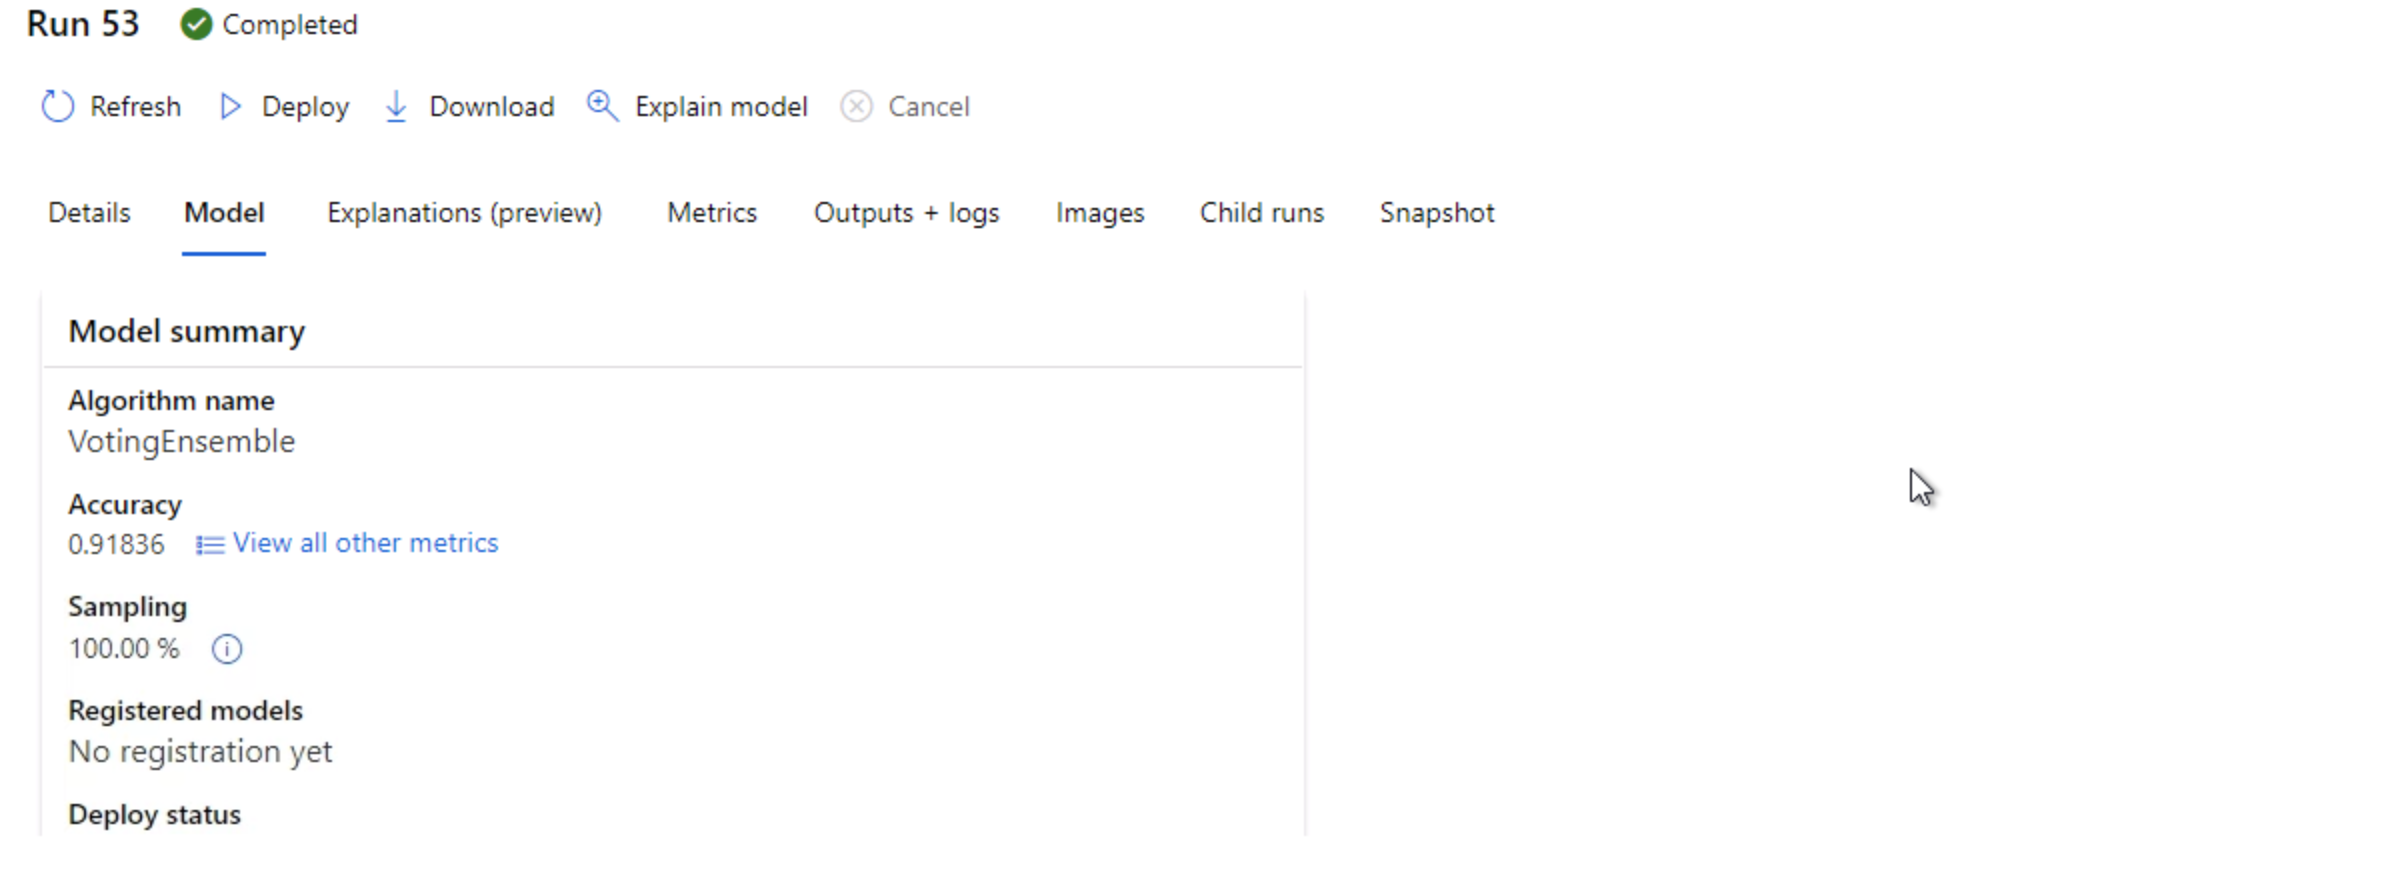 Run 53 Completed
Refresh Deploy Download Explain model Cancel
Details Model Explanations (preview) Metrics Outputs + logs Images Child runs Snapshot
Model summary
Algorithm name
VotingEnsemble
Accuracy
0.91836 View all other metrics
Sampling
100.00 %
Registered models
No registration yet
Deploy status